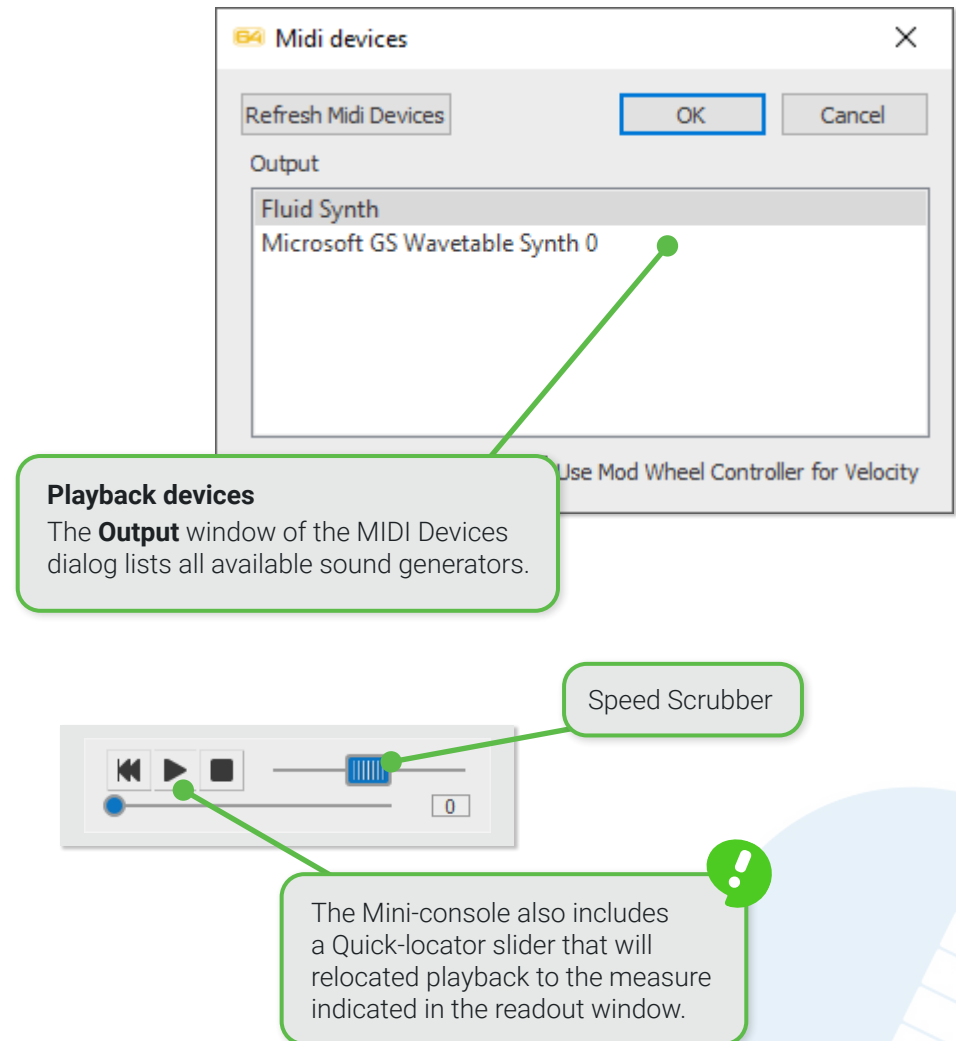 64 Midi devices
Refresh Midi Devices OK Cancel
Output
Fluid Synth
Microsoft GS Wavetable Synth 0
Use Mod Wheel Controller for Velocity
Playback devices
The Output window of the MIDI Devices
dialog lists all available sound generators.
Speed Scrubber
0
The Mini-console also includes
a Quick-locator slider that will
relocated playback to the measure
indicated in the readout window.